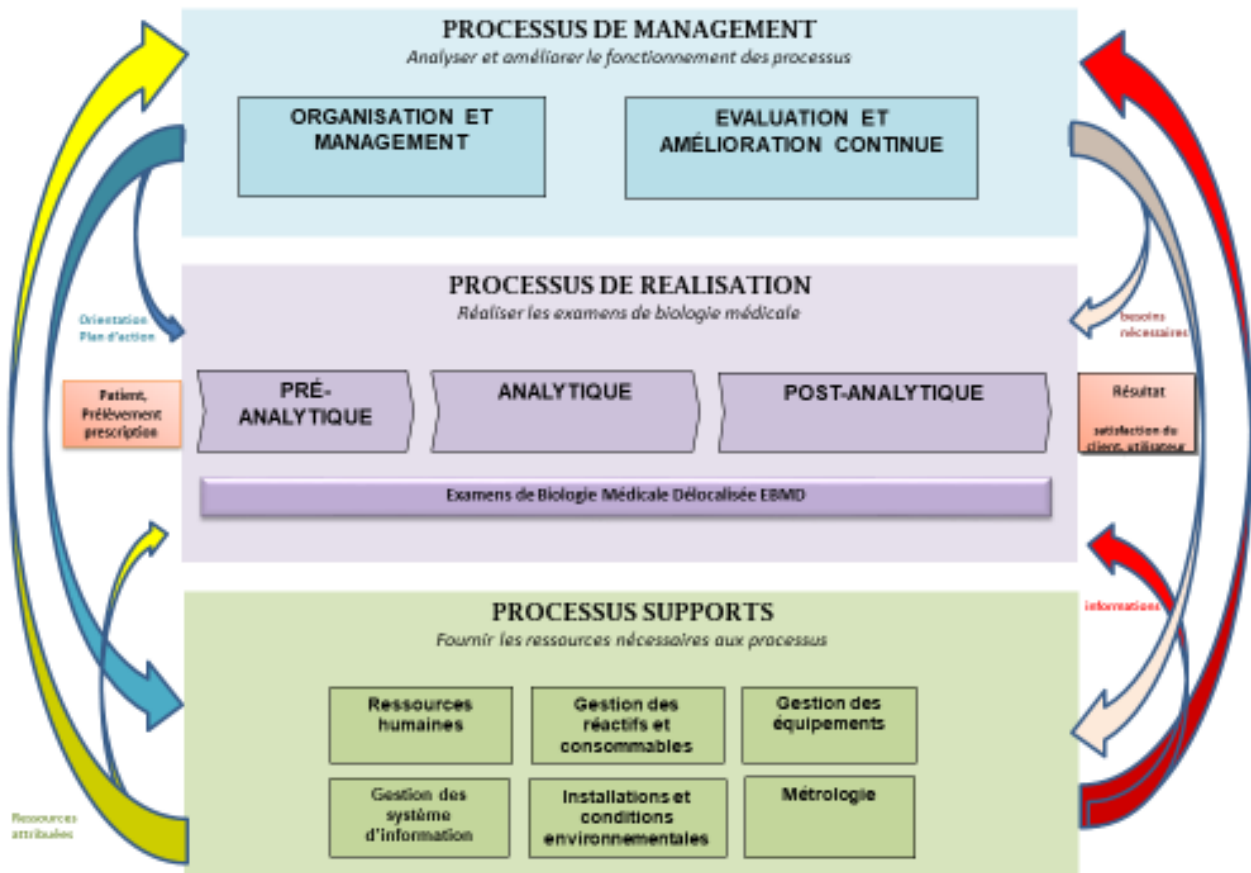 PROCESSUS DE MANAGEMENT
Analyser et améliorer le fonctionnement des processus
ORGANISATION ET
MANAGEMENT
EVALUATION ET
AMÉLIORATION CONTINUE
PROCESSUS DE REALISATION
Réaliser les examens de biologie médicale
Orientation
Plan d'action
besoins
nécessaires
Patient,
Prélèvement
prescription
PRÉ-
ANALYTIQUE
ANALYTIQUE
POST-ANALYTIQUE
Résultat
satisfaction du
client, utilisateur
Examens de Biologie Médicale Délocalisée EBMD
informations
PROCESSUS SUPPORTS
Fournir les ressources nécessaires aux processus
Ressources
humaines
Gestion des
réactifs et
consommables
Gestion des
équipements
Gestion des
système
d'information
Installations et
conditions
environnementales
Métrologie
Ressources
attribuées